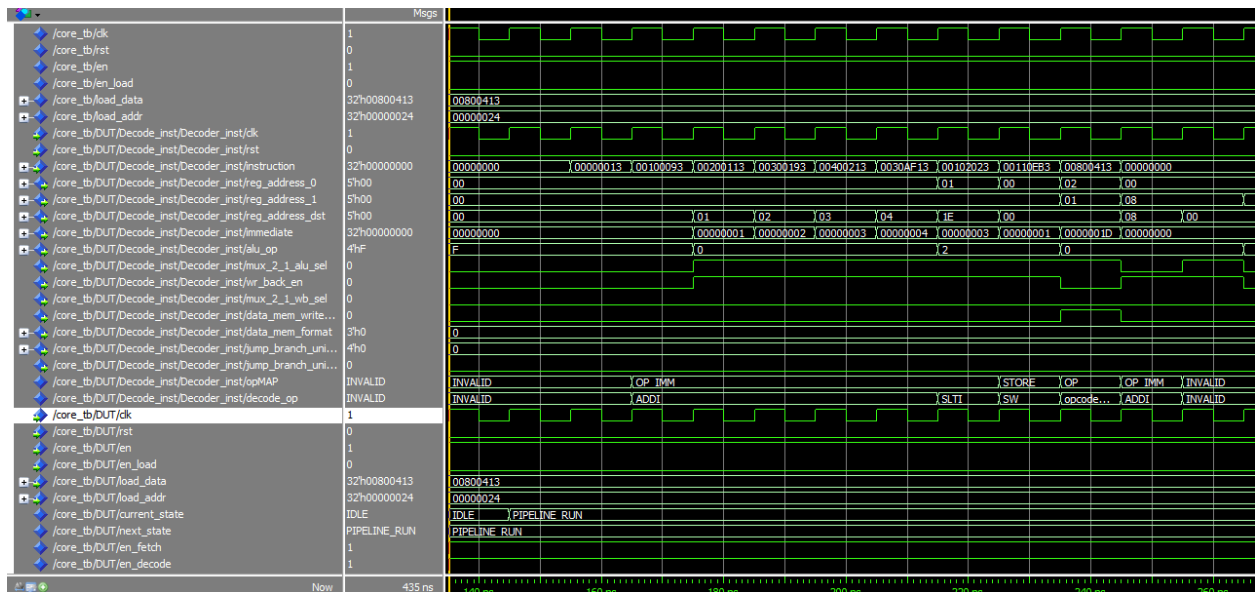 Msgs
/core_tb/clk 1
/core_tb/rst 0
/core_tb/en 1
/core_tb/en_load 0
/core_tb/load_data 32'h00800413 00800413
/core_tb/load_addr 32'h00000024 00000024
/core_tb/DUT/Decode_inst/Decoder_inst/clk 1
/core_tb/DUT/Decode_inst/Decoder_inst/rst 0
/core_tb/DUT/Decode_inst/Decoder_inst/instruction 32'h00000000 00000000 00000013 00100093 00200113 00300193 00400213 0030AF13 00102023 00110EB3 00800413 00000000
/core_tb/DUT/Decode_inst/Decoder_inst/reg_address_0 5'h00 00 01 00 02 00
/core_tb/DUT/Decode_inst/Decoder_inst/reg_address_1 5'h00 00 01 08
/core_tb/DUT/Decode_inst/Decoder_inst/reg_address_dst 5'h00 00 01 02 03 04 1E 00 08 00
/core_tb/DUT/Decode_inst/Decoder_inst/immediate 32'h00000000 00000000 00000001 00000002 00000003 00000004 00000003 00000001 0000001D 00000000
/core_tb/DUT/Decode_inst/Decoder_inst/alu_op 4'hF F 0 2 0
/core_tb/DUT/Decode_inst/Decoder_inst/mux_2_1_alu_sel 0
/core_tb/DUT/Decode_inst/Decoder_inst/wr_back_en 0
/core_tb/DUT/Decode_inst/Decoder_inst/mux_2_1_wb_sel 0
/core_tb/DUT/Decode_inst/Decoder_inst/data_mem_write... 0
/core_tb/DUT/Decode_inst/Decoder_inst/data_mem_format 3'h0 0
/core_tb/DUT/Decode_inst/Decoder_inst/jump_branch_uni... 4'h0 0
/core_tb/DUT/Decode_inst/Decoder_inst/jump_branch_uni... 0
/core_tb/DUT/Decode_inst/Decoder_inst/opMAP INVALID INVALID OP_IMM STORE OP OP_IMM INVALID
/core_tb/DUT/Decode_inst/Decoder_inst/decode_op INVALID INVALID ADDI SLTI SW opcode... ADDI INVALID
/core_tb/DUT/clk 1
/core_tb/DUT/rst 0
/core_tb/DUT/en 1
/core_tb/DUT/en_load 0
/core_tb/DUT/load_data 32'h00800413 00800413
/core_tb/DUT/load_addr 32'h00000024 00000024
/core_tb/DUT/current_state IDLE IDLE PIPELINE_RUN
/core_tb/DUT/next_state PIPELINE_RUN PIPELINE_RUN
/core_tb/DUT/en_fetch 1
/core_tb/DUT/en_decode 1
Now 435 ns